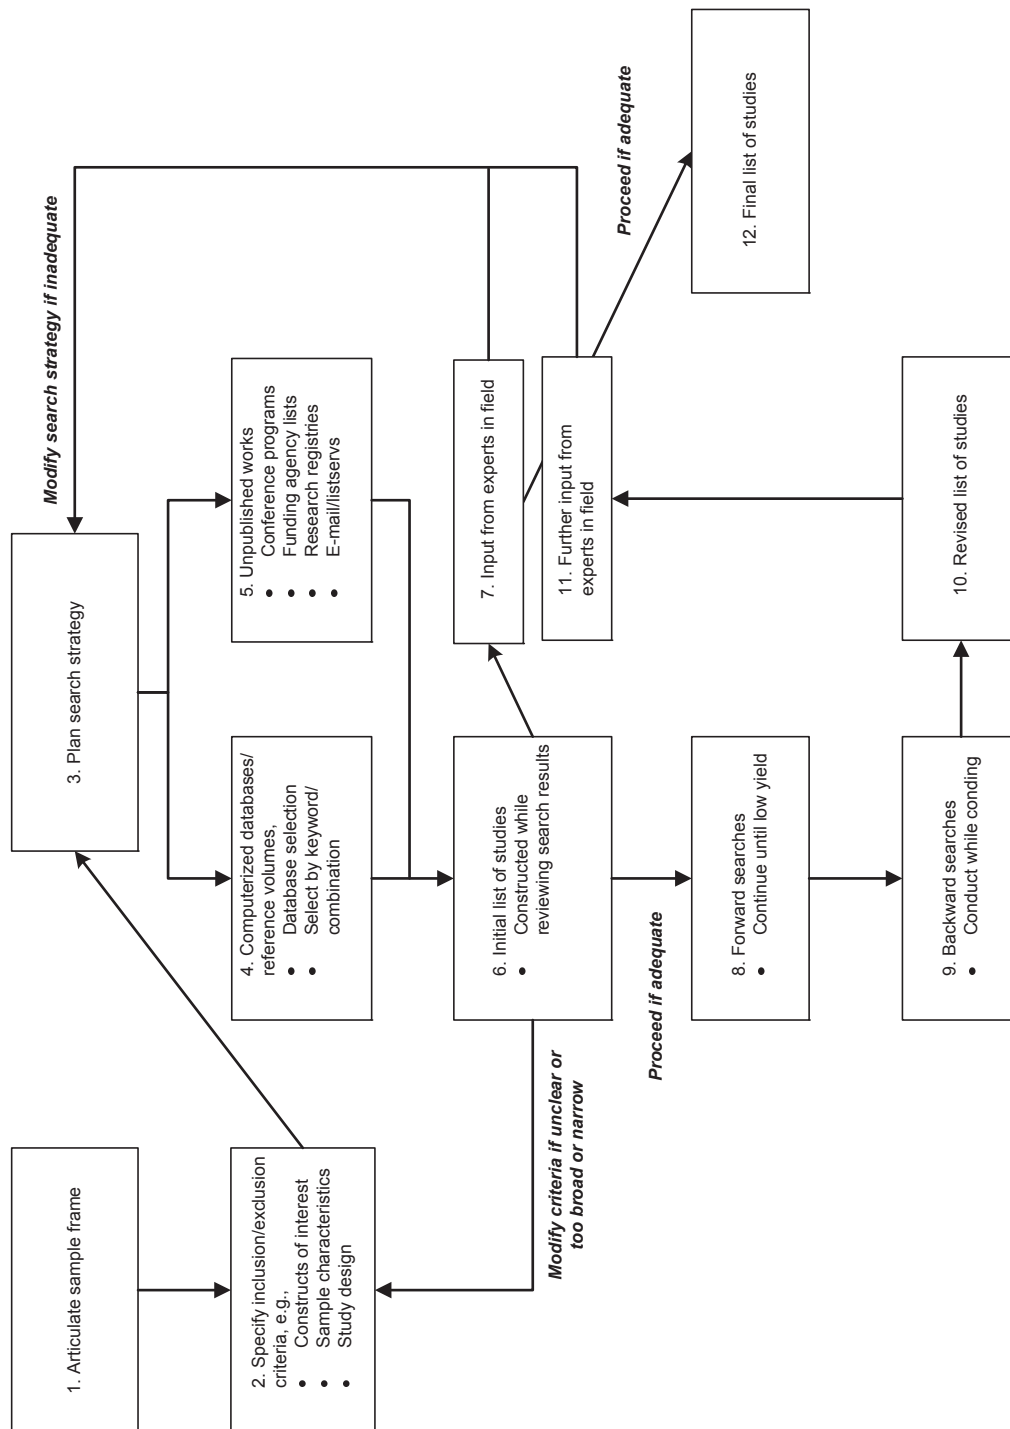 1. Articulate sample frame
2. Specify inclusion/exclusion
criteria, e.g.,
• Constructs of interest
• Sample characteristics
• Study design
3. Plan search strategy
Modify search strategy if inadequate
4. Computerized databases/
reference volumes,
• Database selection
• Select by keyword/
combination
5. Unpublished works
• Conference programs
• Funding agency lists
• Research registries
• E-mail/listservs
6. Initial list of studies
• Constructed while
reviewing search results
Modify criteria if unclear or
too broad or narrow
7. Input from experts in field
Proceed if adequate
8. Forward searches
• Continue until low yield
9. Backward searches
• Conduct while conding
10. Revised list of studies
11. Further input from
experts in field
Proceed if adequate
12. Final list of studies